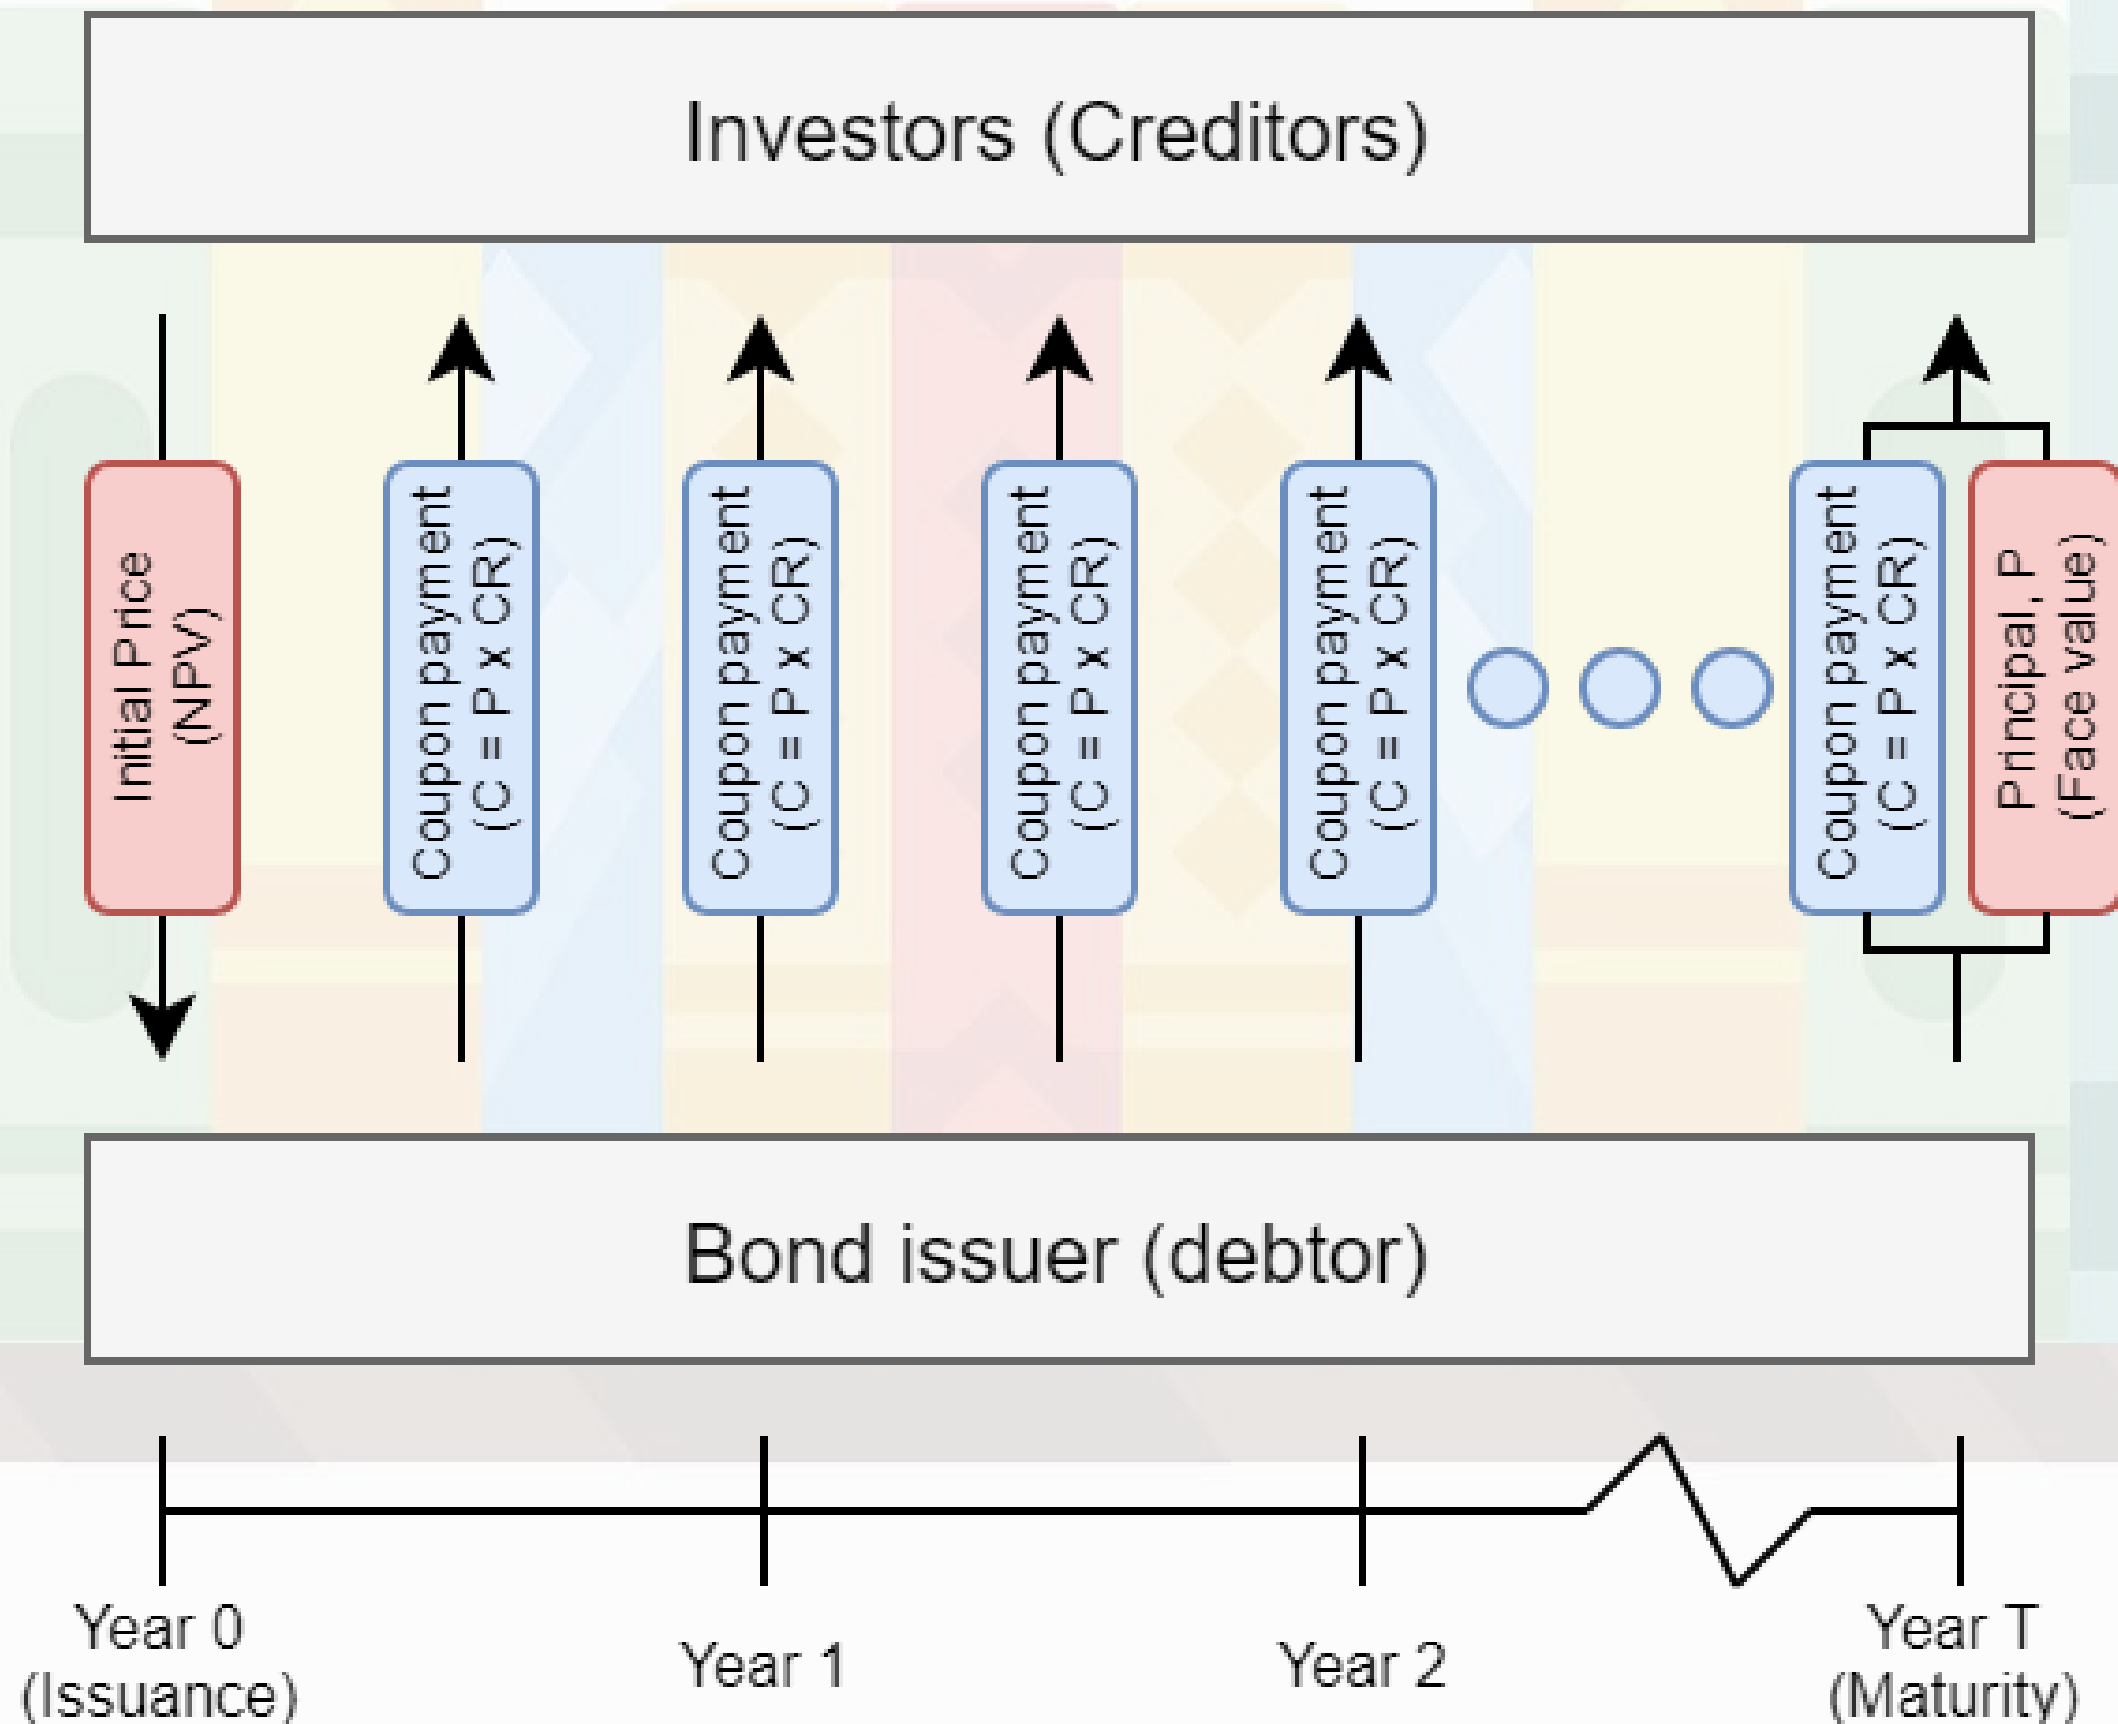 Investors (Creditors)
Initial Price
(NPV)
Coupon payment
(C = P x CR)
Coupon payment
(C = P x CR)
Coupon payment
(C = P x CR)
Coupon payment
(C = P x CR)
Coupon payment
(C = P x CR)
Principal, P
(Face value)
Bond issuer (debtor)
Year 0
(Issuance)
Year 1
Year 2
Year T
(Maturity)